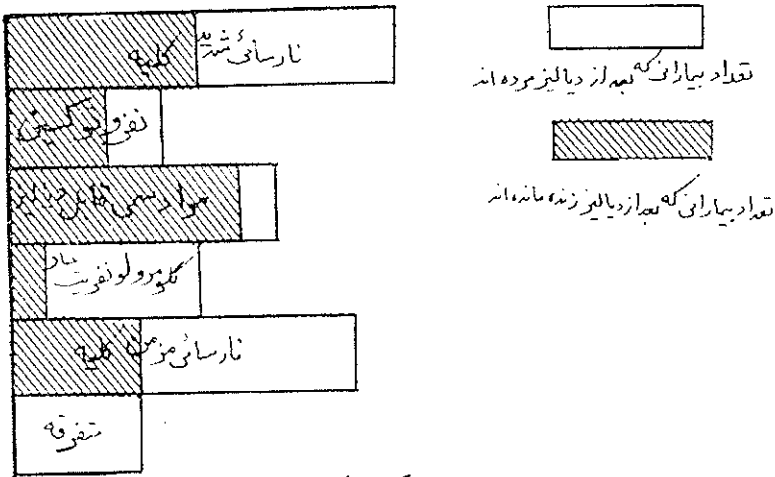 نارسائی شدید کلیه
نفروتوکسین
مواد سمی قابل دیالیز
گلومرولونفریت حاد
نارسائی مزمن کلیه
متفرقه
تعداد بیمارانی که بعد از دیالیز مرده اند
تعداد بیمارانی که بعد از دیالیز زنده مانده اند